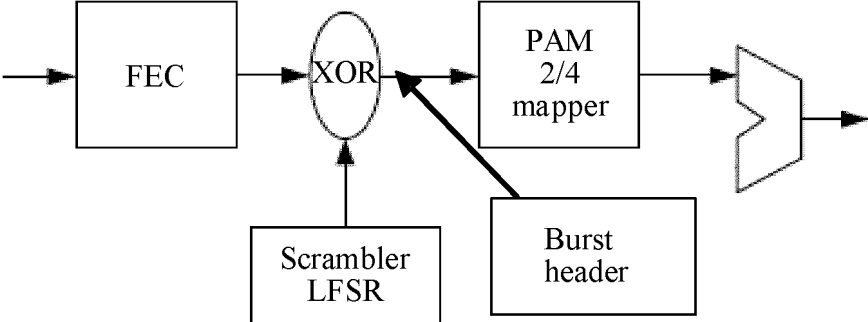 FEC
XOR
PAM
2/4
mapper
Scrambler
LFSR
Burst
header